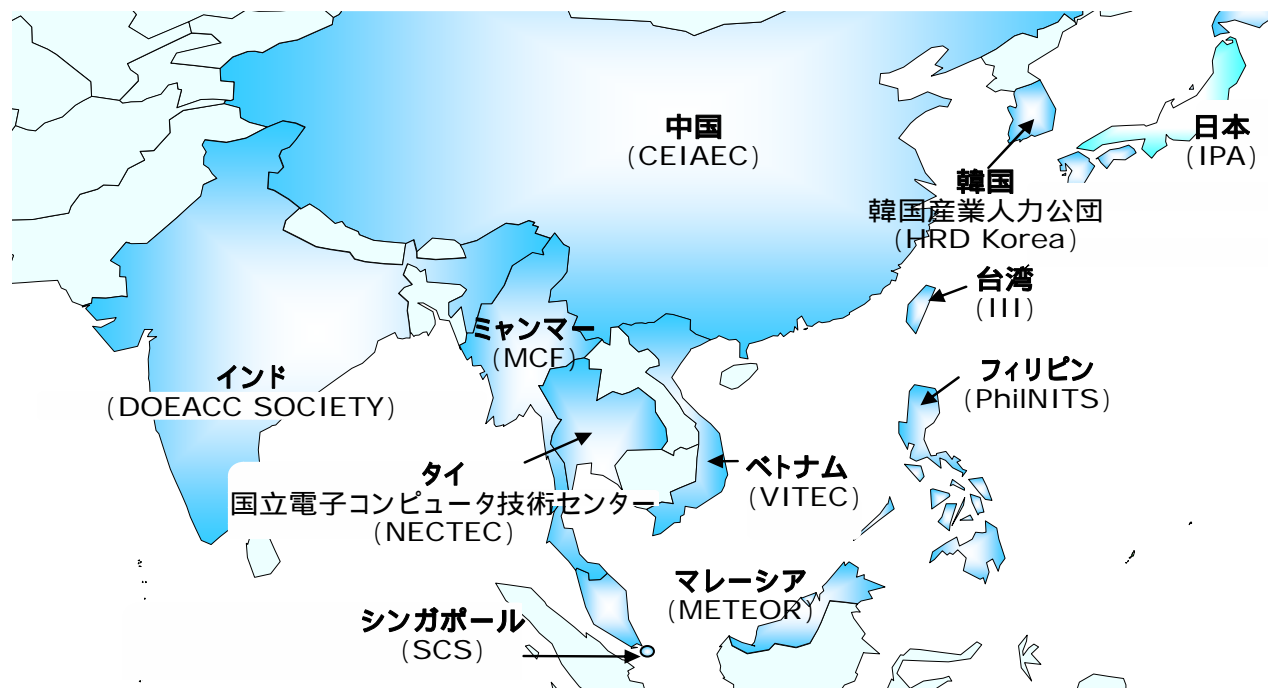 中国
(CEIAEC)
日本
(IPA)
韓国
韓国産業人力公団
(HRD Korea)
台湾
(III)
ミャンマー
(MCF)
フィリピン
(PhilNITS)
インド
(DOEACC SOCIETY)
タイ
国立電子コンピュータ技術センター
(NECTEC)
ベトナム
(VITEC)
マレーシア
(METEOR)
シンガポール
(SCS)